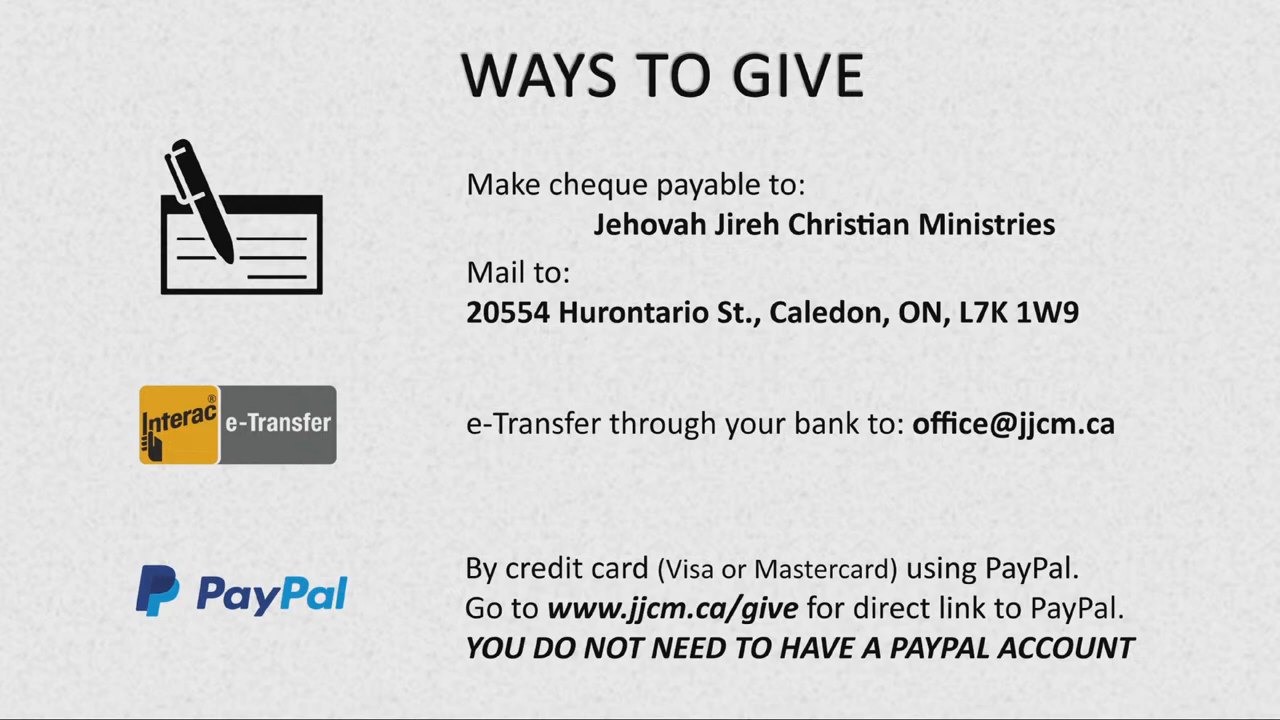 WAYS TO GIVE
Make cheque payable to:
Jehovah Jireh Christian Ministries
Mail to:
20554 Hurontario St., Caledon, ON, L7K 1W9
Interac® e-Transfer
e-Transfer through your bank to: office@jjcm.ca
PayPal
By credit card (Visa or Mastercard) using PayPal.
Go to www.jjcm.ca/give for direct link to PayPal.
YOU DO NOT NEED TO HAVE A PAYPAL ACCOUNT